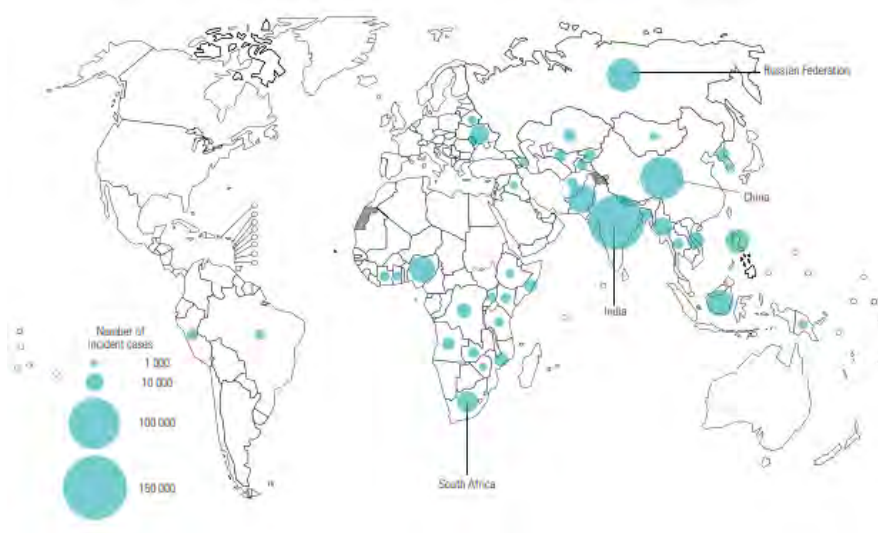 Russian Federation
China
India
Number of
incident cases
1 000
10 000
100 000
150 000
South Africa